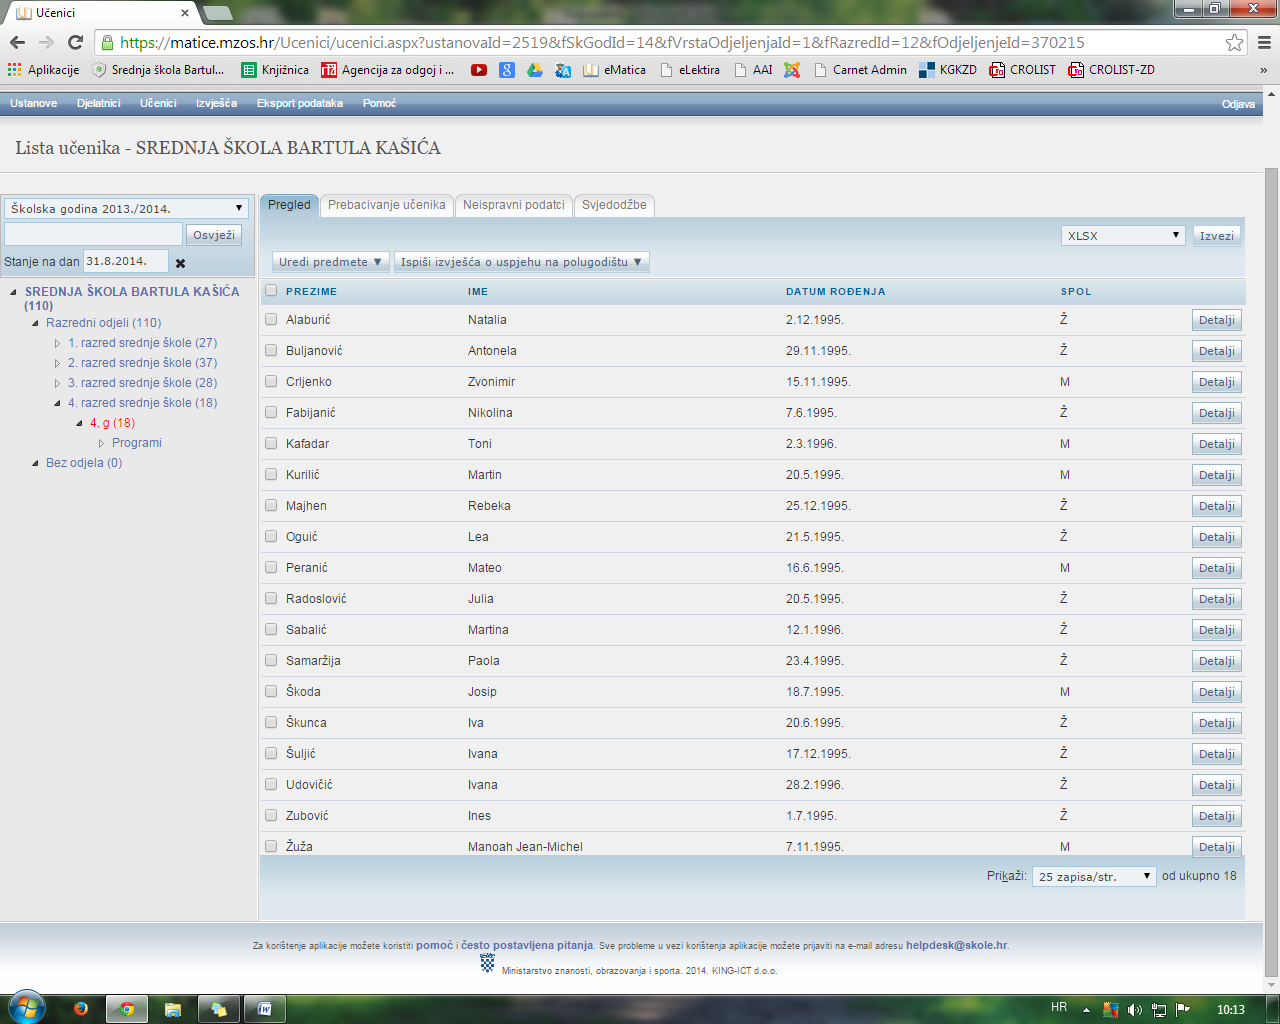 Učenici
https://matice.mzos.hr/Ucenici/ucenici.aspx?ustanovaId=2519&fSkGodId=14&fVrstaOdjeljenjaId=1&fRazredId=12&fOdjeljenjeId=370215
Aplikacije Srednja škola Bartul... Knjižnica Agencija za odgoj i ... eMatica eLektira AAI Carnet Admin KGKZD CROLIST CROLIST-ZD »
Ustanove Djelatnici Učenici Izvješća Eksport podataka Pomoć Odjava
Lista učenika - SREDNJA ŠKOLA BARTULA KAŠIĆA
Školska godina 2013./2014.
Osvježi
Stanje na dan 31.8.2014.
SREDNJA ŠKOLA BARTULA KAŠIĆA
(110)
Razredni odjeli (110)
1. razred srednje škole (27)
2. razred srednje škole (37)
3. razred srednje škole (28)
4. razred srednje škole (18)
4. g (18)
Programi
Bez odjela (0)
Pregled Prebacivanje učenika Neispravni podatci Svjedodžbe
XLSX Izvezi
Uredi predmete ▼ Ispiši izvješća o uspjehu na polugodištu ▼
PREZIME IME DATUM ROĐENJA SPOL
Alaburić Natalia 2.12.1995. Ž Detalji
Buljanović Antonela 29.11.1995. Ž Detalji
Crljenko Zvonimir 15.11.1995. M Detalji
Fabijanić Nikolina 7.6.1995. Ž Detalji
Kafadar Toni 2.3.1996. M Detalji
Kurilić Martin 20.5.1995. M Detalji
Majhen Rebeka 25.12.1995. Ž Detalji
Oguić Lea 21.5.1995. Ž Detalji
Peranić Mateo 16.6.1995. M Detalji
Radoslović Julia 20.5.1995. Ž Detalji
Sabalić Martina 12.1.1996. Ž Detalji
Samaržija Paola 23.4.1995. Ž Detalji
Škoda Josip 18.7.1995. M Detalji
Škunca Iva 20.6.1995. Ž Detalji
Šuljić Ivana 17.12.1995. Ž Detalji
Udovičić Ivana 28.2.1996. Ž Detalji
Zubović Ines 1.7.1995. Ž Detalji
Žuža Manoah Jean-Michel 7.11.1995. M Detalji
Prikaži: 25 zapisa/str. od ukupno 18
Za korištenje aplikacije možete koristiti pomoć i često postavljena pitanja. Sve probleme u vezi korištenja aplikacije možete prijaviti na e-mail adresu helpdesk@skole.hr.
Ministarstvo znanosti, obrazovanja i sporta. 2014. KING-ICT d.o.o.
HR 10:13